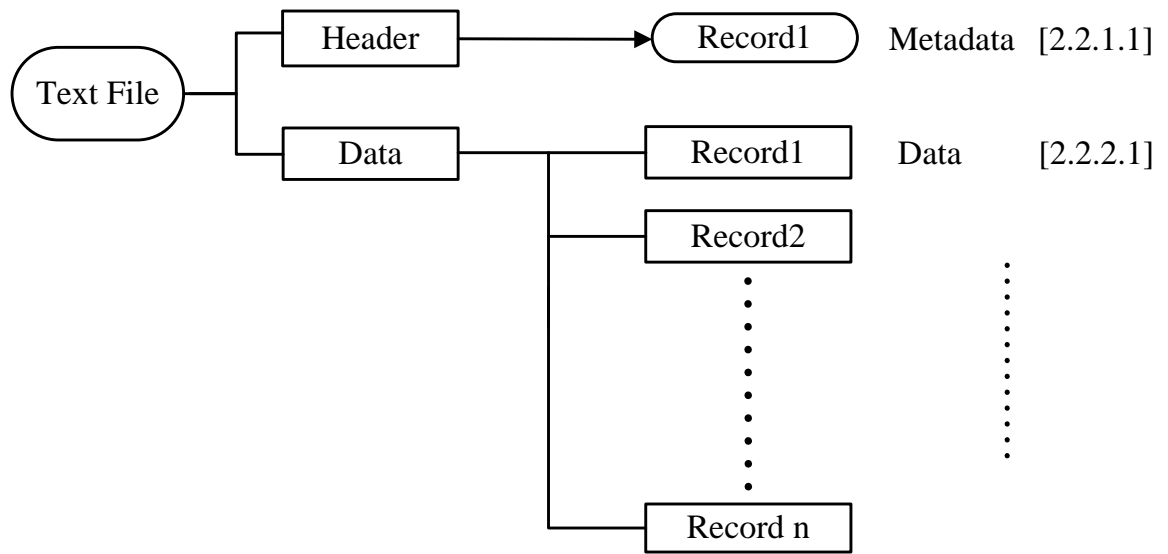 Header Record1 Metadata [2.2.1.1]
Text File
Data Record1 Data [2.2.2.1]
Record2
Record n